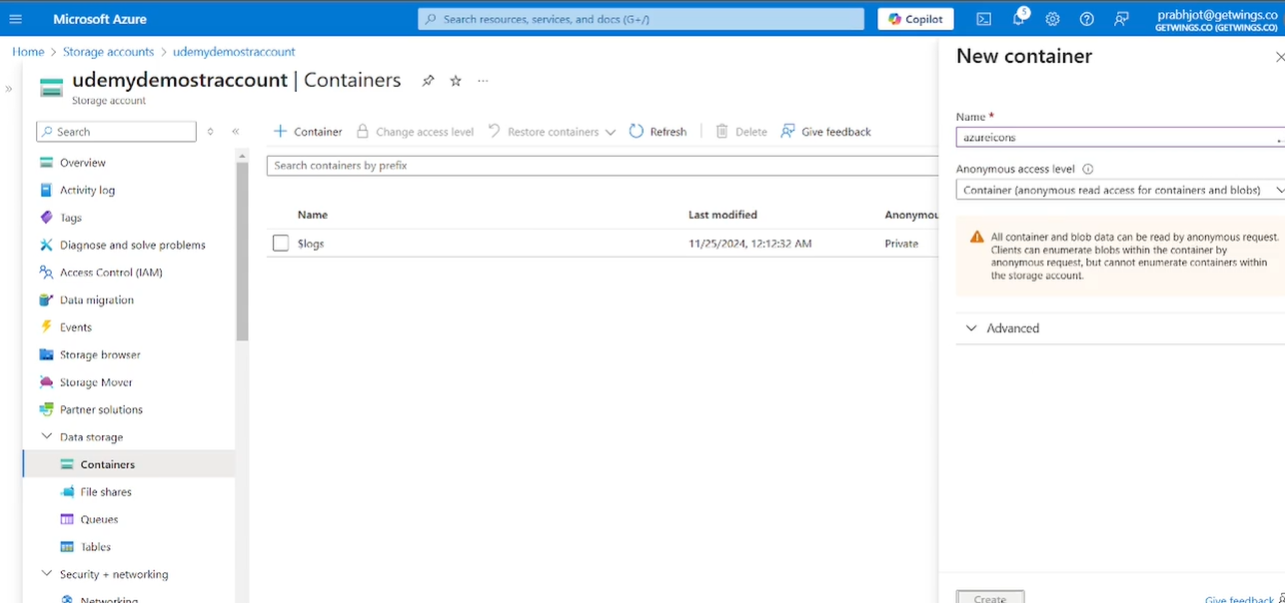 Microsoft Azure
Search resources, services, and docs (G+/)
Copilot
5
prabhjot@getwings.co
GETWINGS.CO (GETWINGS.CO)
Home > Storage accounts > udemydemostraccount
udemydemostraccount | Containers
Storage account
Search
Overview
Activity log
Tags
Diagnose and solve problems
Access Control (IAM)
Data migration
Events
Storage browser
Storage Mover
Partner solutions
Data storage
Containers
File shares
Queues
Tables
Security + networking
Networking
Container
Change access level
Restore containers
Refresh
Delete
Give feedback
Search containers by prefix
Name Last modified Anonymou
$logs 11/25/2024, 12:12:32 AM Private
New container
Name *
azureicons
Anonymous access level
Container (anonymous read access for containers and blobs)
All container and blob data can be read by anonymous request.
Clients can enumerate blobs within the container by
anonymous request, but cannot enumerate containers within
the storage account.
Advanced
Create
Give feedback